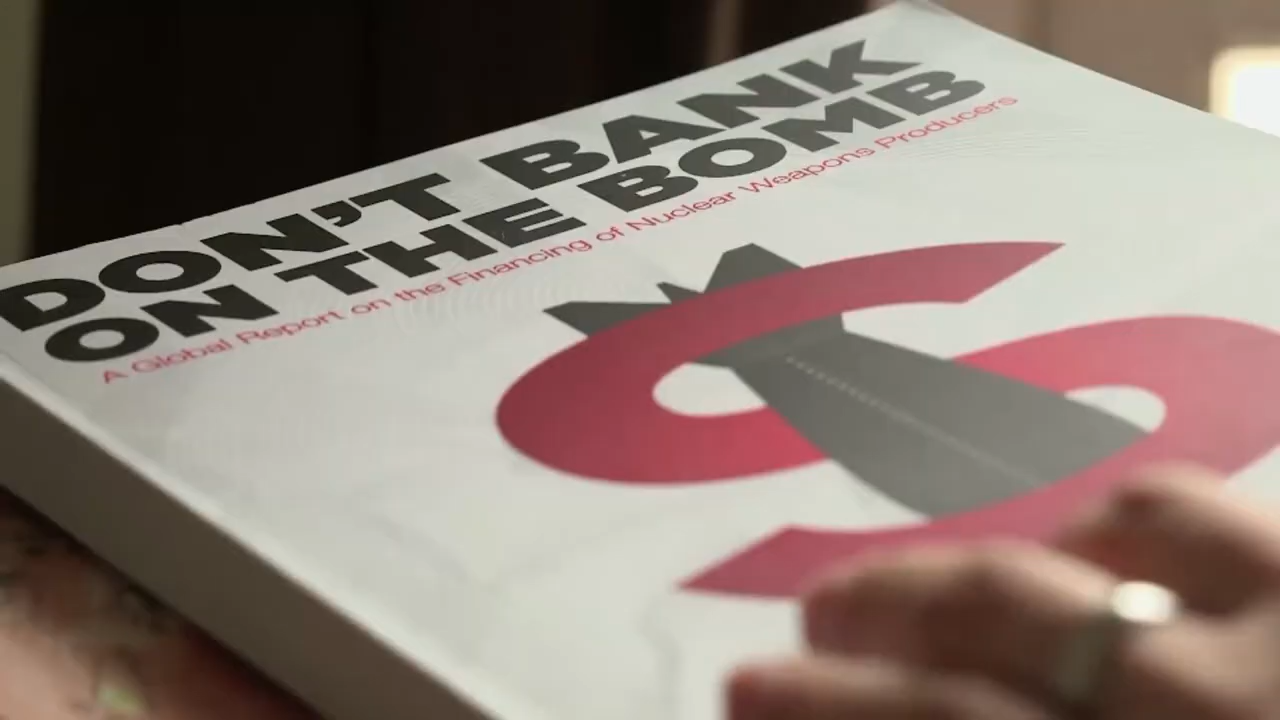 DON'T BANK
ON THE BOMB
A Global Report on the Financing of Nuclear Weapons Producers